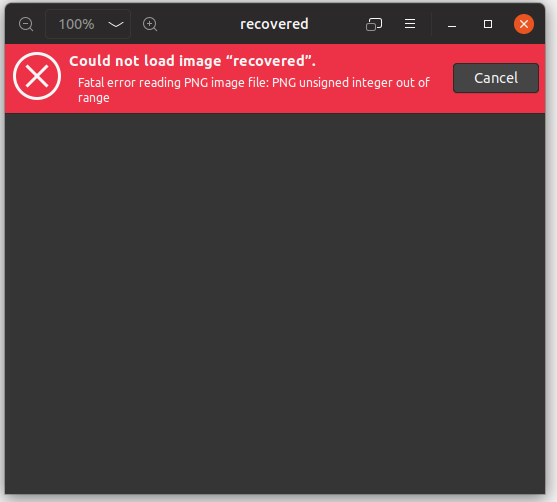 100%
recovered
Could not load image “recovered”.
Fatal error reading PNG image file: PNG unsigned integer out of
range
Cancel